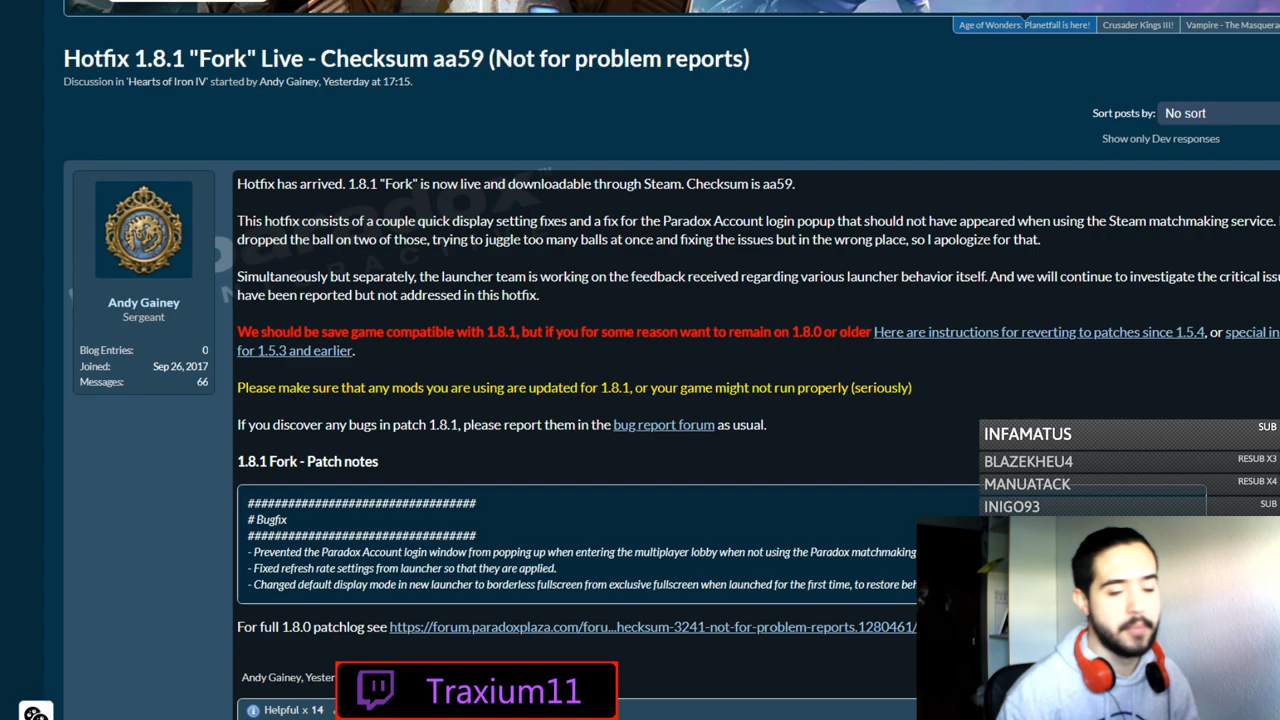 Age of Wonders: Planetfall is here!
Crusader Kings III!
Vampire - The Masquerade
Hotfix 1.8.1 "Fork" Live - Checksum aa59 (Not for problem reports)
Discussion in 'Hearts of Iron IV' started by Andy Gainey, Yesterday at 17:15.
Sort posts by:
No sort
Show only Dev responses
Andy Gainey
Sergeant
Blog Entries: 0
Joined: Sep 26, 2017
Messages: 66
Hotfix has arrived. 1.8.1 "Fork" is now live and downloadable through Steam. Checksum is aa59.
This hotfix consists of a couple quick display setting fixes and a fix for the Paradox Account login popup that should not have appeared when using the Steam matchmaking service.
dropped the ball on two of those, trying to juggle too many balls at once and fixing the issues but in the wrong place, so I apologize for that.
Simultaneously but separately, the launcher team is working on the feedback received regarding various launcher behavior itself. And we will continue to investigate the critical
have been reported but not addressed in this hotfix.
We should be save game compatible with 1.8.1, but if you for some reason want to remain on 1.8.0 or older Here are instructions for reverting to patches since 1.5.4, or special in
for 1.5.3 and earlier.
Please make sure that any mods you are using are updated for 1.8.1, or your game might not run properly (seriously)
If you discover any bugs in patch 1.8.1, please report them in the bug report forum as usual.
1.8.1 Fork - Patch notes
##################################
# Bugfix
##################################
- Prevented the Paradox Account login window from popping up when entering the multiplayer lobby when not using the Paradox matchmaking
- Fixed refresh rate settings from launcher so that they are applied.
- Changed default display mode in new launcher to borderless fullscreen from exclusive fullscreen when launched for the first time, to restore beh
For full 1.8.0 patchlog see https://forum.paradoxplaza.com/foru...hecksum-3241-not-for-problem-reports.1280461/
Andy Gainey, Yester
Helpful x 14
INFAMATUS SUB
BLAZEKHEU4 RESUB X3
MANUATACK RESUB X4
INIGO93 SUB
Traxium11